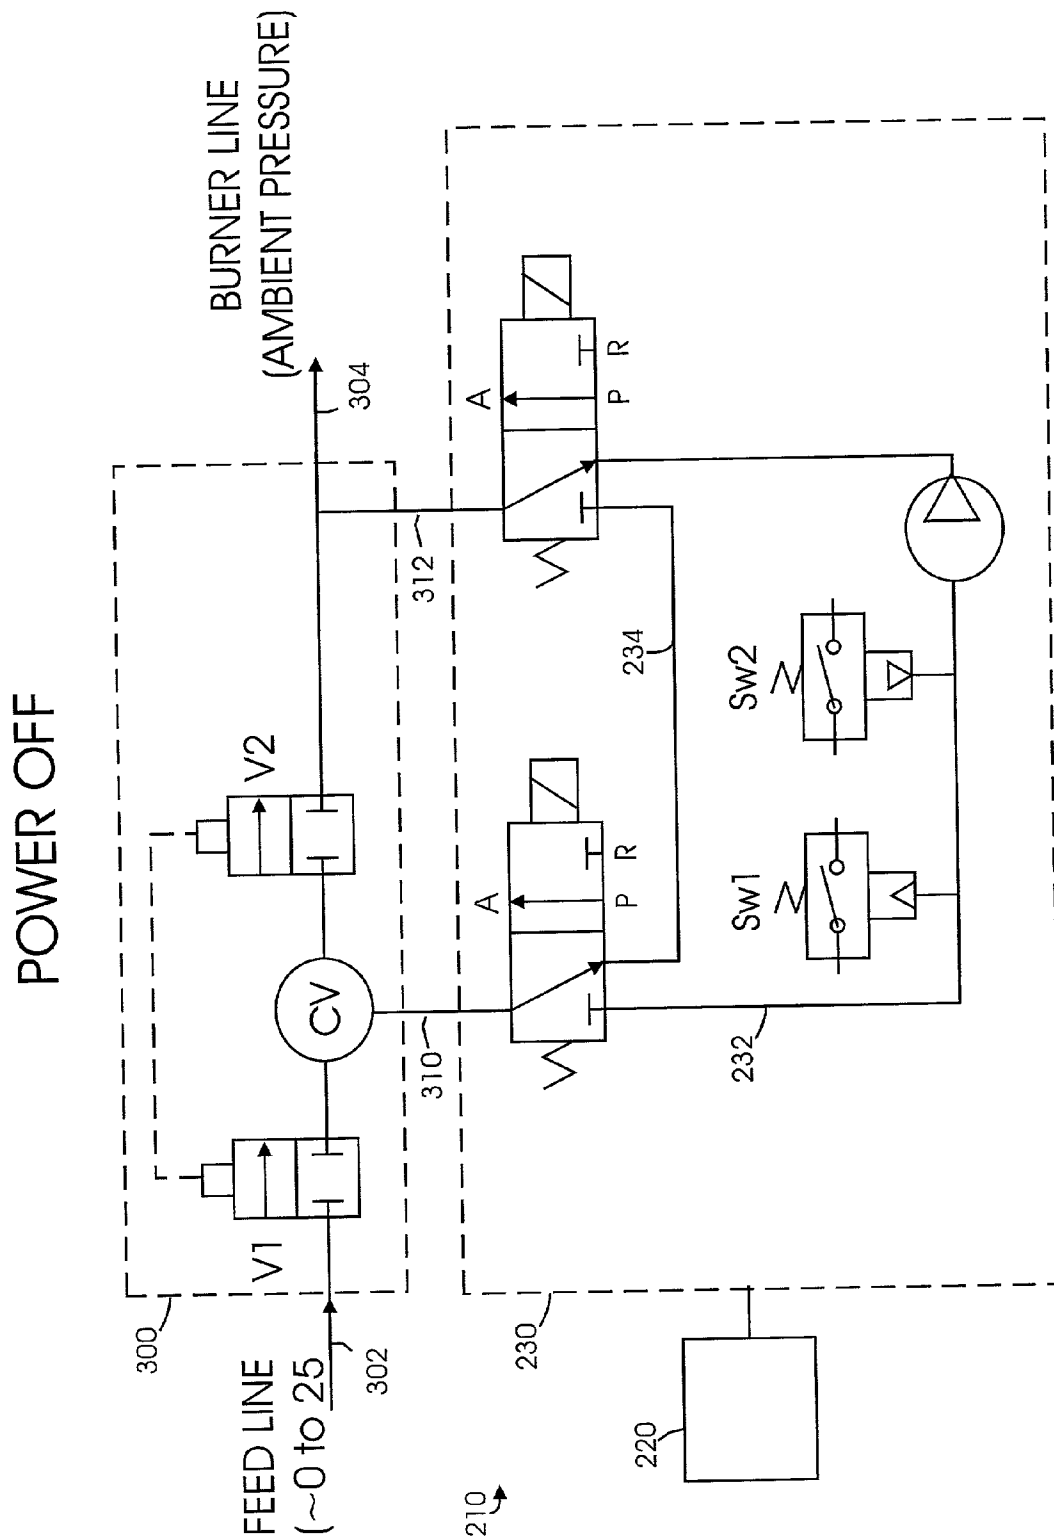 POWER OFF
BURNER LINE
(AMBIENT PRESSURE)
304
V2
V1
CV
300
FEED LINE
(~0 to 25
302
310
312
A
P
R
A
P
R
234
Sw1
Sw2
232
230
220
210